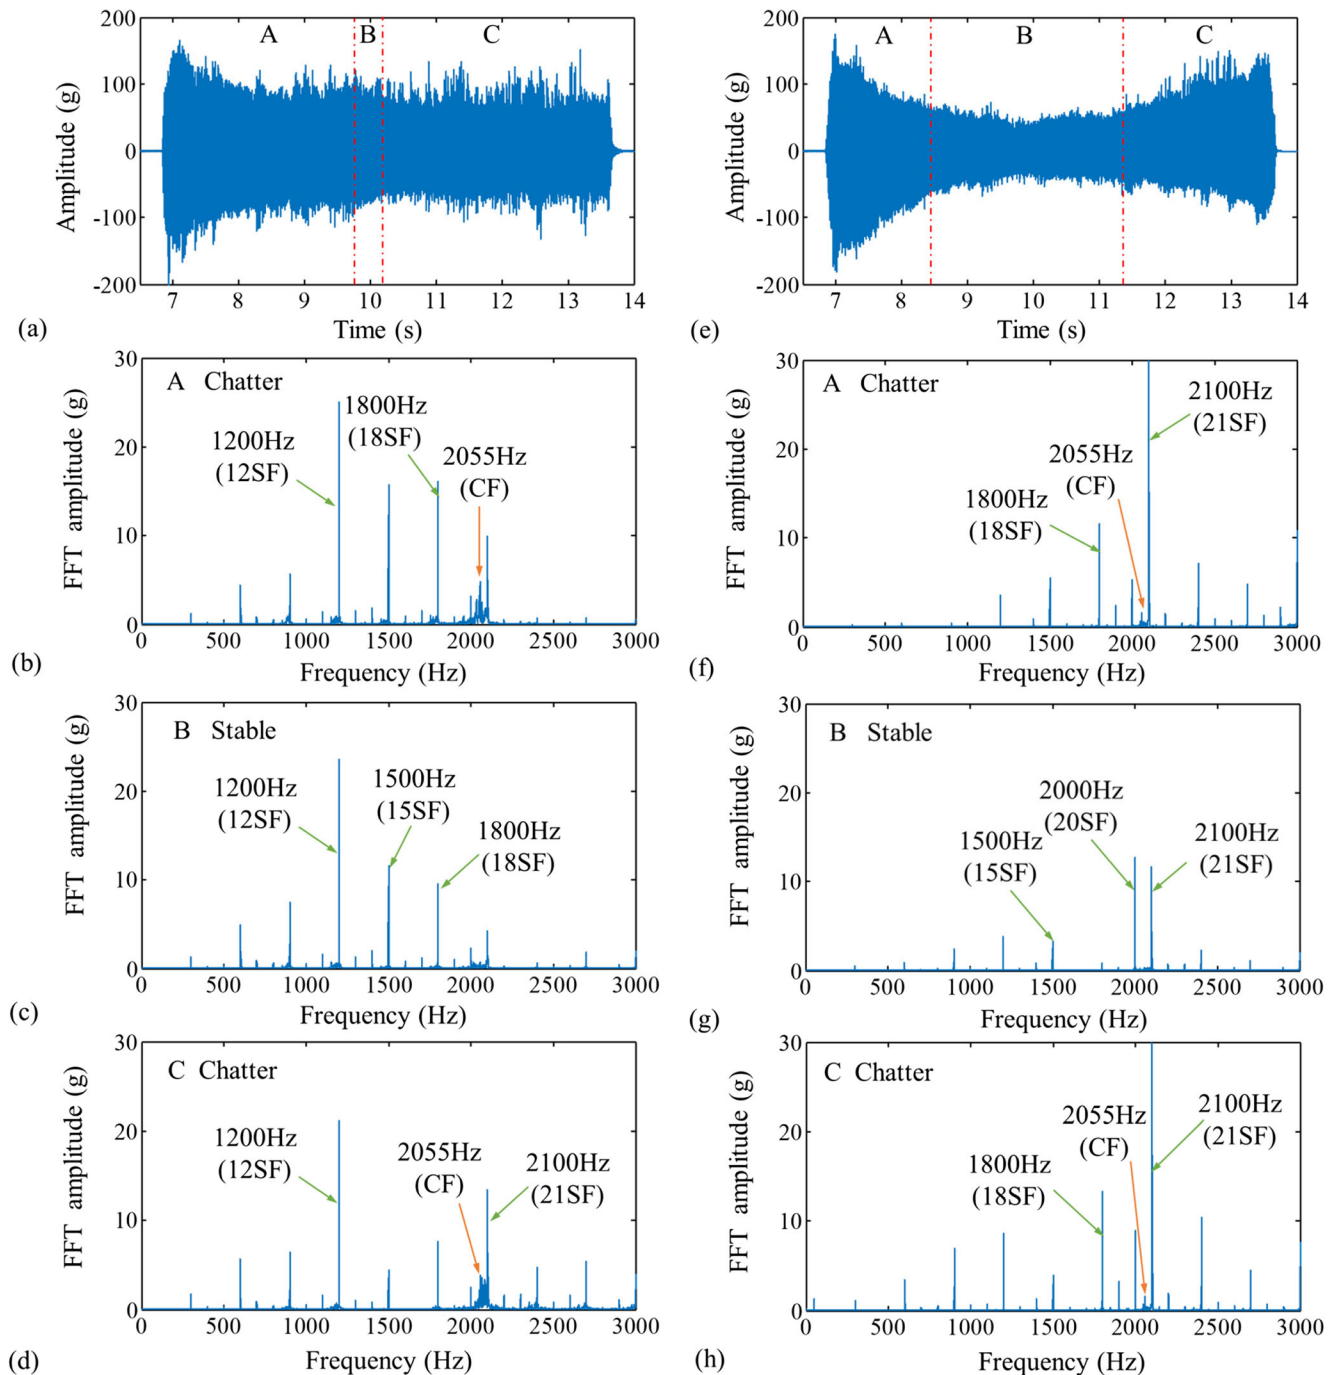 200
100
0
-100
-200
Amplitude (g)
A
B
C
7 8 9 10 11 12 13 14
Time (s)
(a)
200
100
0
-100
-200
Amplitude (g)
A
B
C
7 8 9 10 11 12 13 14
Time (s)
(e)
30
20
10
0
FFT amplitude (g)
A Chatter
1200Hz
(12SF)
1800Hz
(18SF)
2055Hz
(CF)
0 500 1000 1500 2000 2500 3000
Frequency (Hz)
(b)
30
20
10
0
FFT amplitude (g)
A Chatter
1800Hz
(18SF)
2055Hz
(CF)
2100Hz
(21SF)
0 500 1000 1500 2000 2500 3000
Frequency (Hz)
(f)
30
20
10
0
FFT amplitude (g)
B Stable
1200Hz
(12SF)
1500Hz
(15SF)
1800Hz
(18SF)
0 500 1000 1500 2000 2500 3000
Frequency (Hz)
(c)
30
20
10
0
FFT amplitude (g)
B Stable
1500Hz
(15SF)
2000Hz
(20SF)
2100Hz
(21SF)
0 500 1000 1500 2000 2500 3000
Frequency (Hz)
(g)
30
20
10
0
FFT amplitude (g)
C Chatter
1200Hz
(12SF)
2055Hz
(CF)
2100Hz
(21SF)
0 500 1000 1500 2000 2500 3000
Frequency (Hz)
(d)
30
20
10
0
FFT amplitude (g)
C Chatter
1800Hz
(18SF)
2055Hz
(CF)
2100Hz
(21SF)
0 500 1000 1500 2000 2500 3000
Frequency (Hz)
(h)